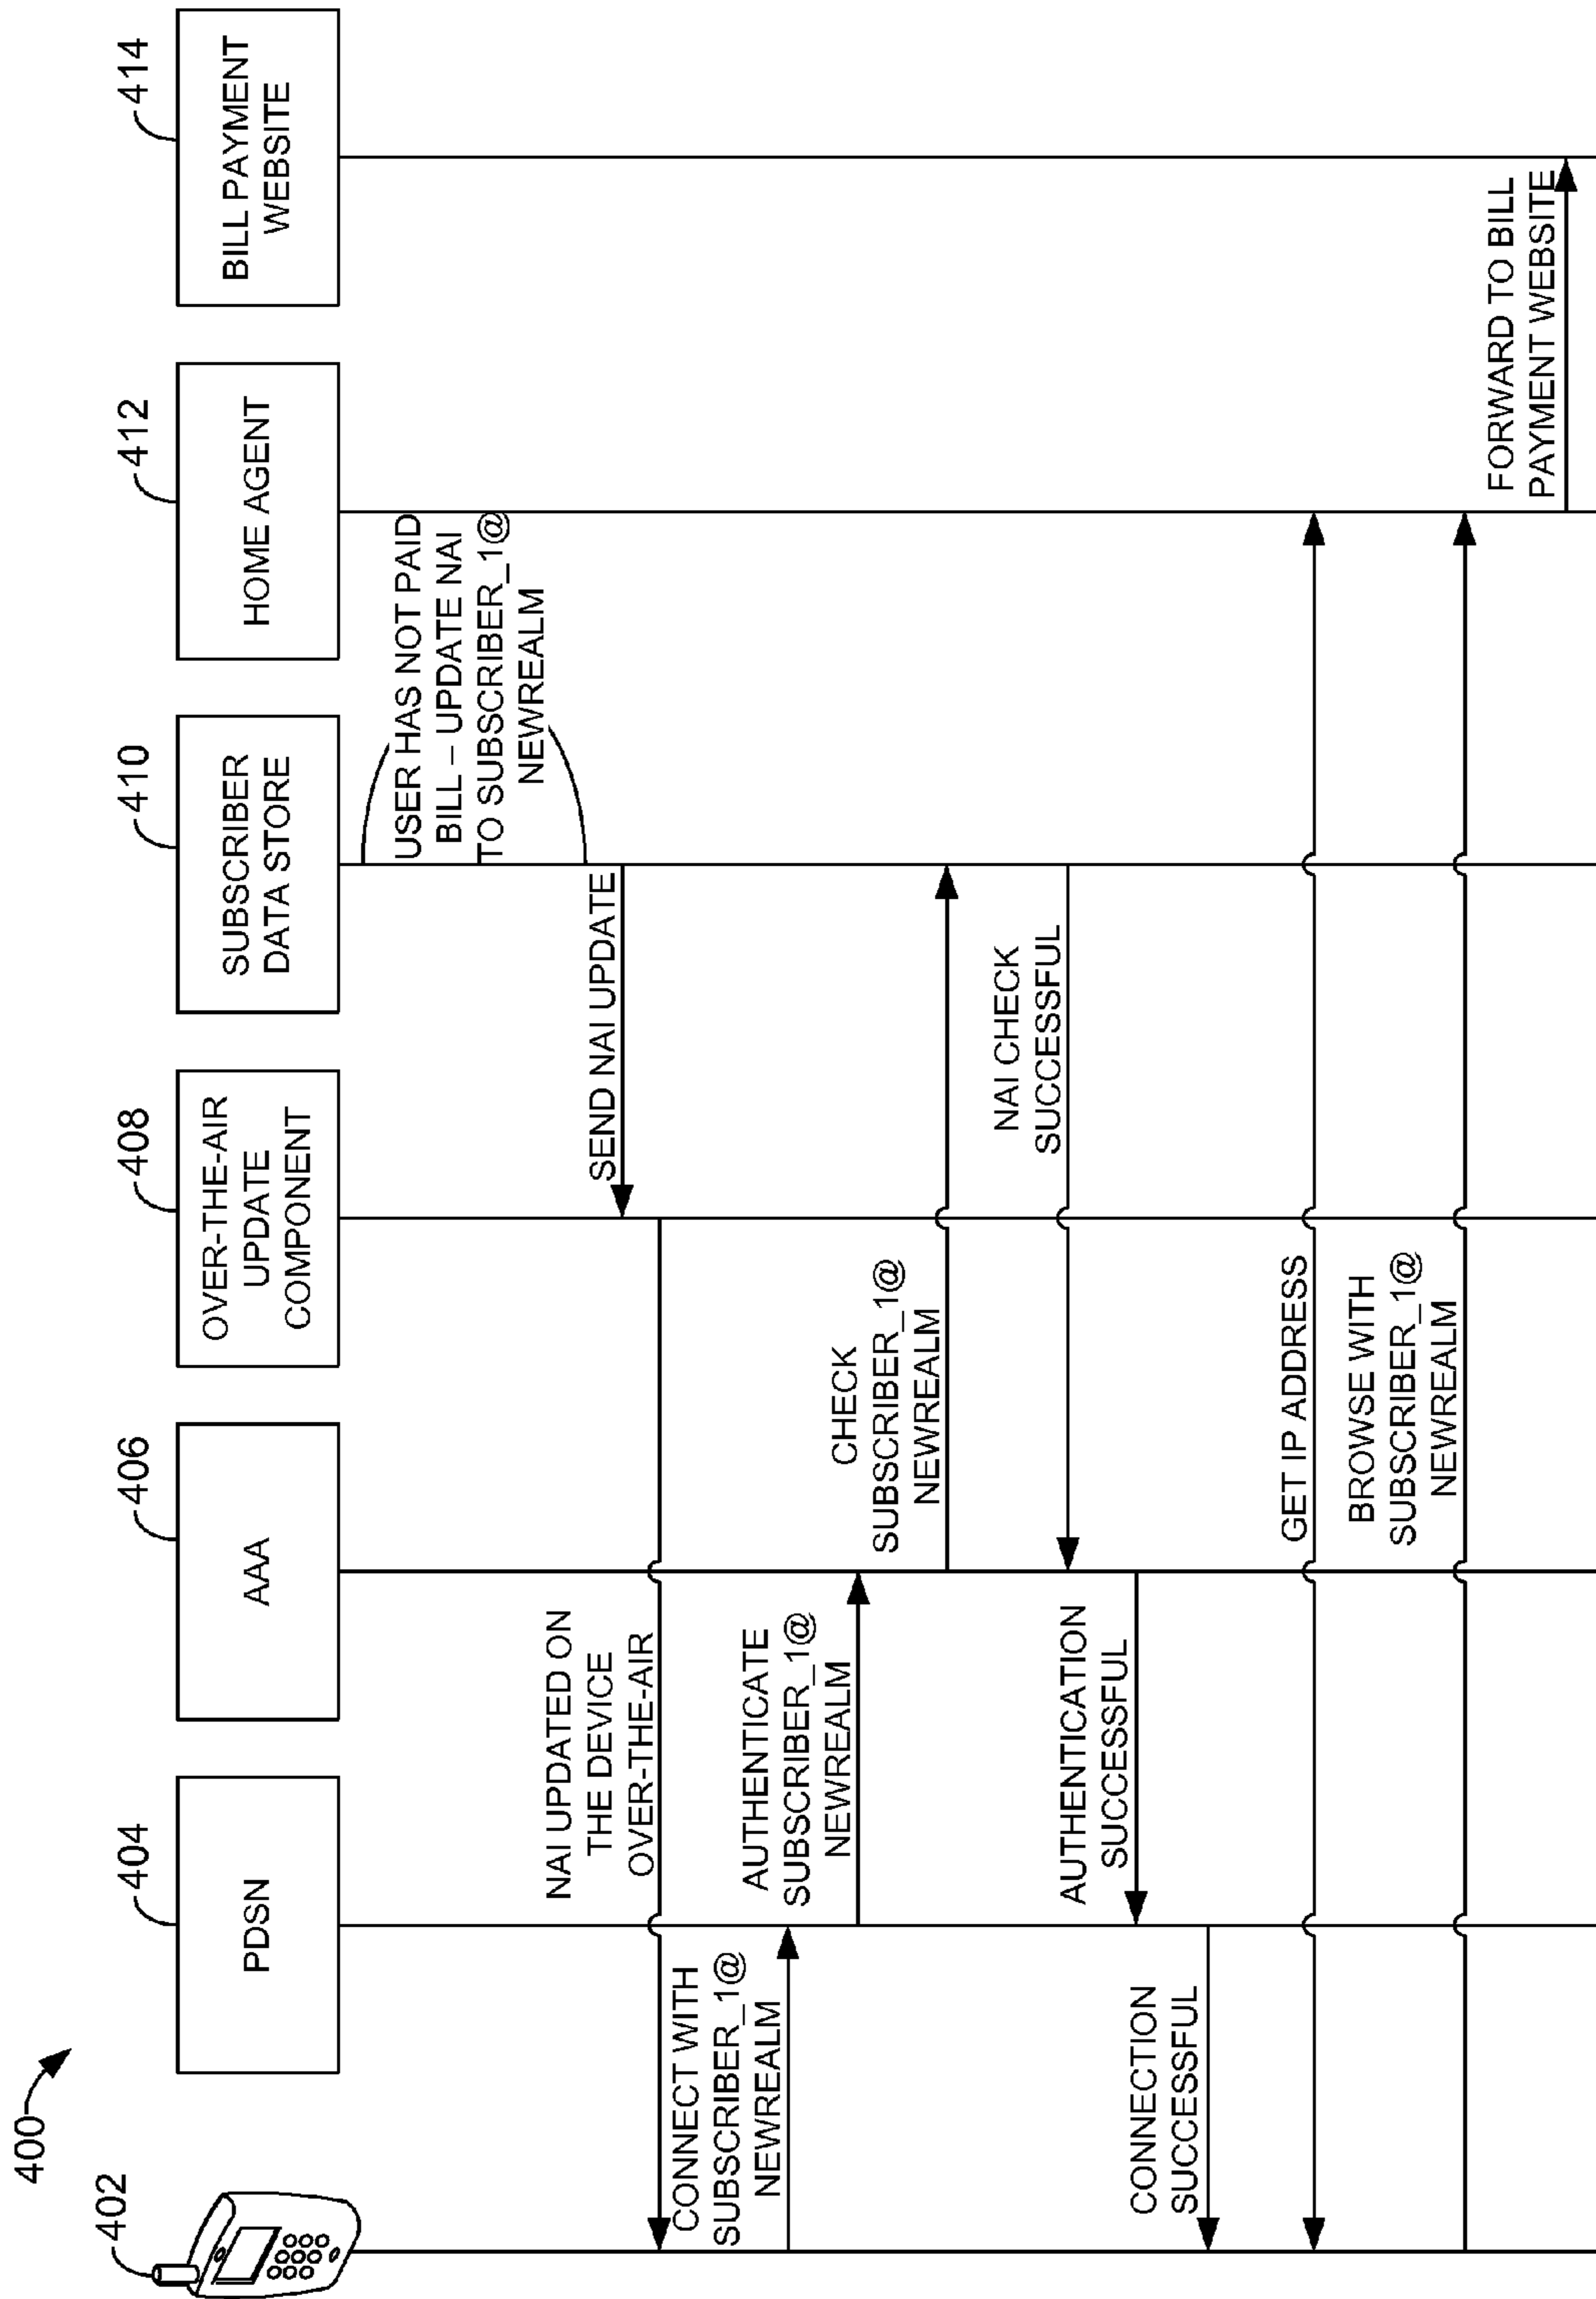 400
402
404
406
408
410
412
414
PDSN
AAA
OVER-THE-AIR
UPDATE
COMPONENT
SUBSCRIBER
DATA STORE
HOME AGENT
BILL PAYMENT
WEBSITE
USER HAS NOT PAID
BILL – UPDATE NAI
TO SUBSCRIBER_1@
NEWREALM
SEND NAI UPDATE
NAI UPDATED ON
THE DEVICE
OVER-THE-AIR
CONNECT WITH
SUBSCRIBER_1@
NEWREALM
AUTHENTICATE
SUBSCRIBER_1@
NEWREALM
CHECK
SUBSCRIBER_1@
NEWREALM
NAI CHECK
SUCCESSFUL
AUTHENTICATION
SUCCESSFUL
CONNECTION
SUCCESSFUL
GET IP ADDRESS
BROWSE WITH
SUBSCRIBER_1@
NEWREALM
FORWARD TO BILL
PAYMENT WEBSITE